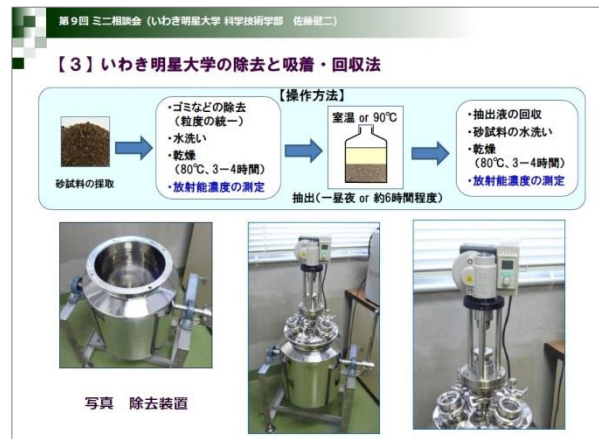 第9回 ミニ相談会（いわき明星大学 科学技術学部　佐藤健二）
【３】いわき明星大学の除去と吸着・回収法
【操作方法】
砂試料の採取
・ゴミなどの除去
（粒度の統一）
・水洗い
・乾燥
（80℃、3－4時間）
・放射能濃度の測定
室温 or 90℃
抽出（一昼夜 or 約6時間程度）
・抽出液の回収
・砂試料の水洗い
・乾燥
（80℃、3－4時間）
・放射能濃度の測定
写真　除去装置